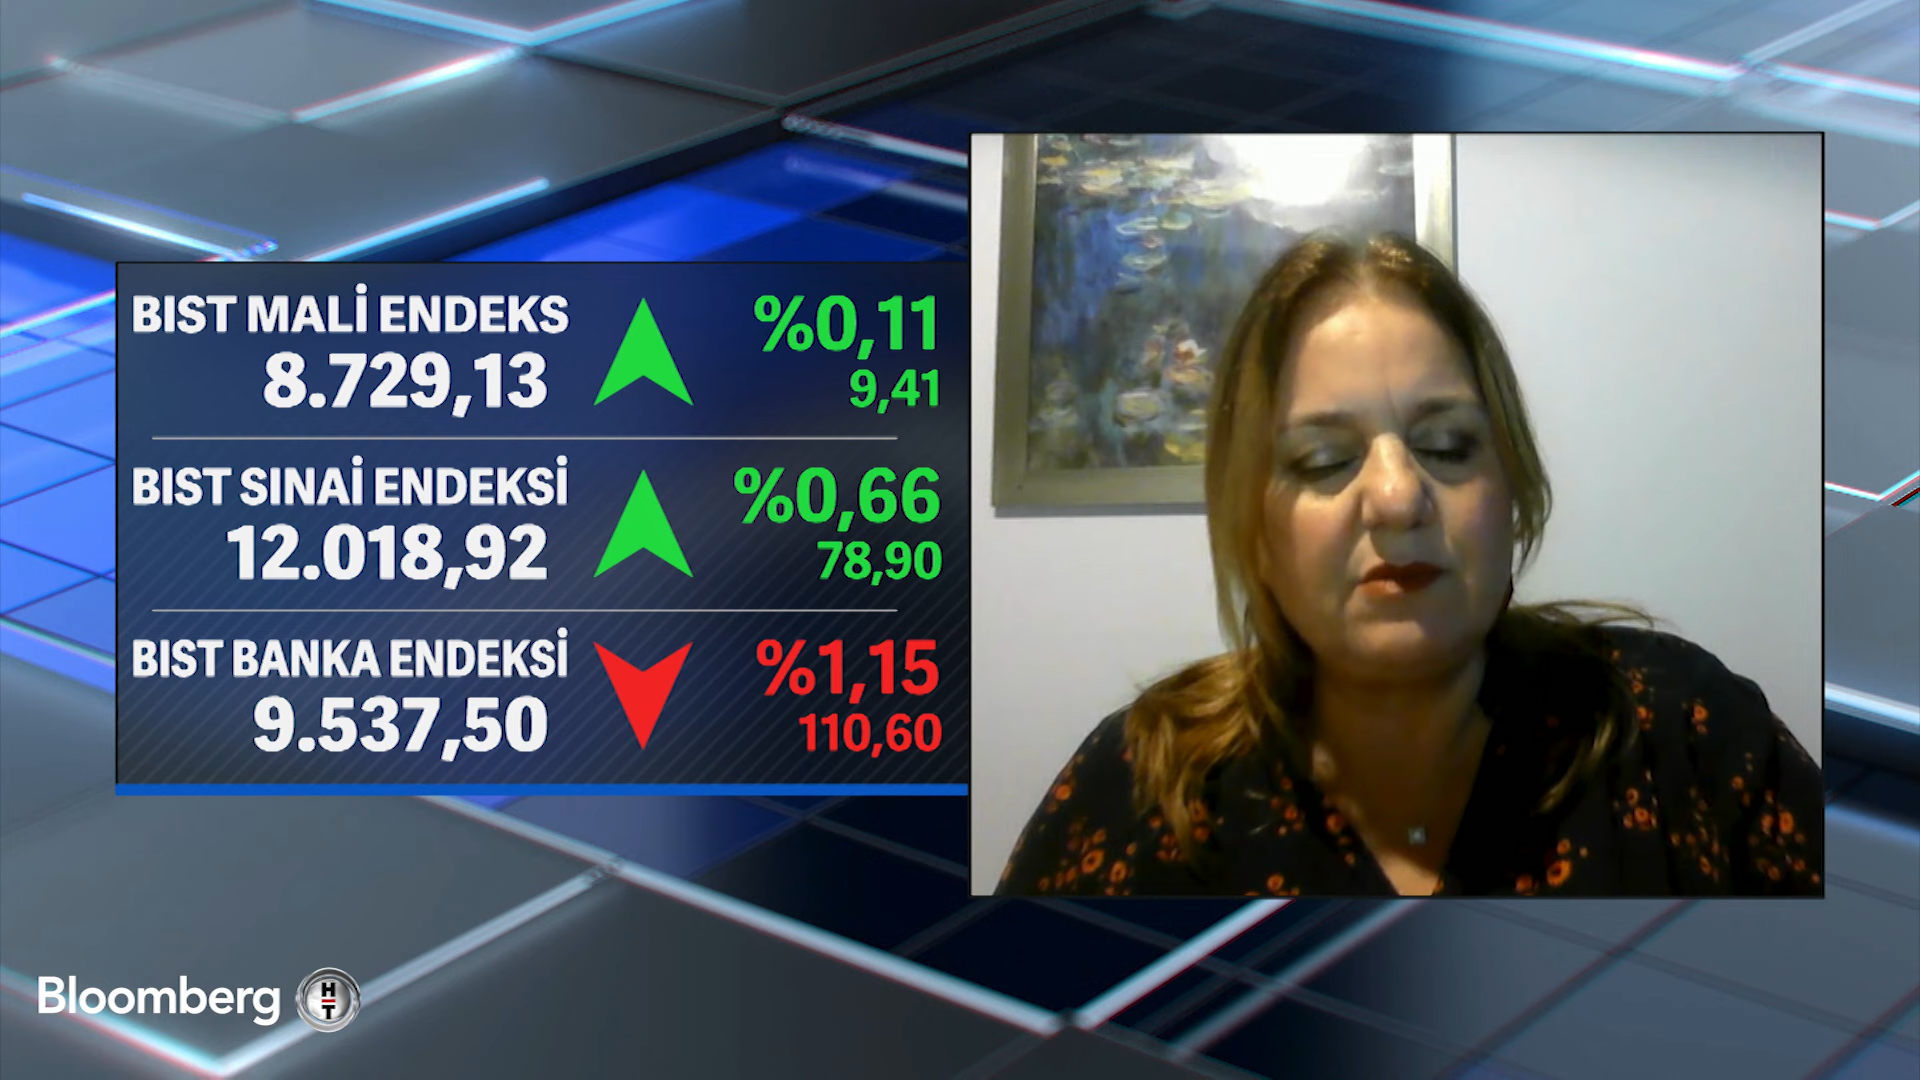 BIST MALİ ENDEKS
8.729,13
%0,11
9,41
BIST SINAİ ENDEKSİ
12.018,92
%0,66
78,90
BIST BANKA ENDEKSİ
9.537,50
%1,15
110,60
Bloomberg HT